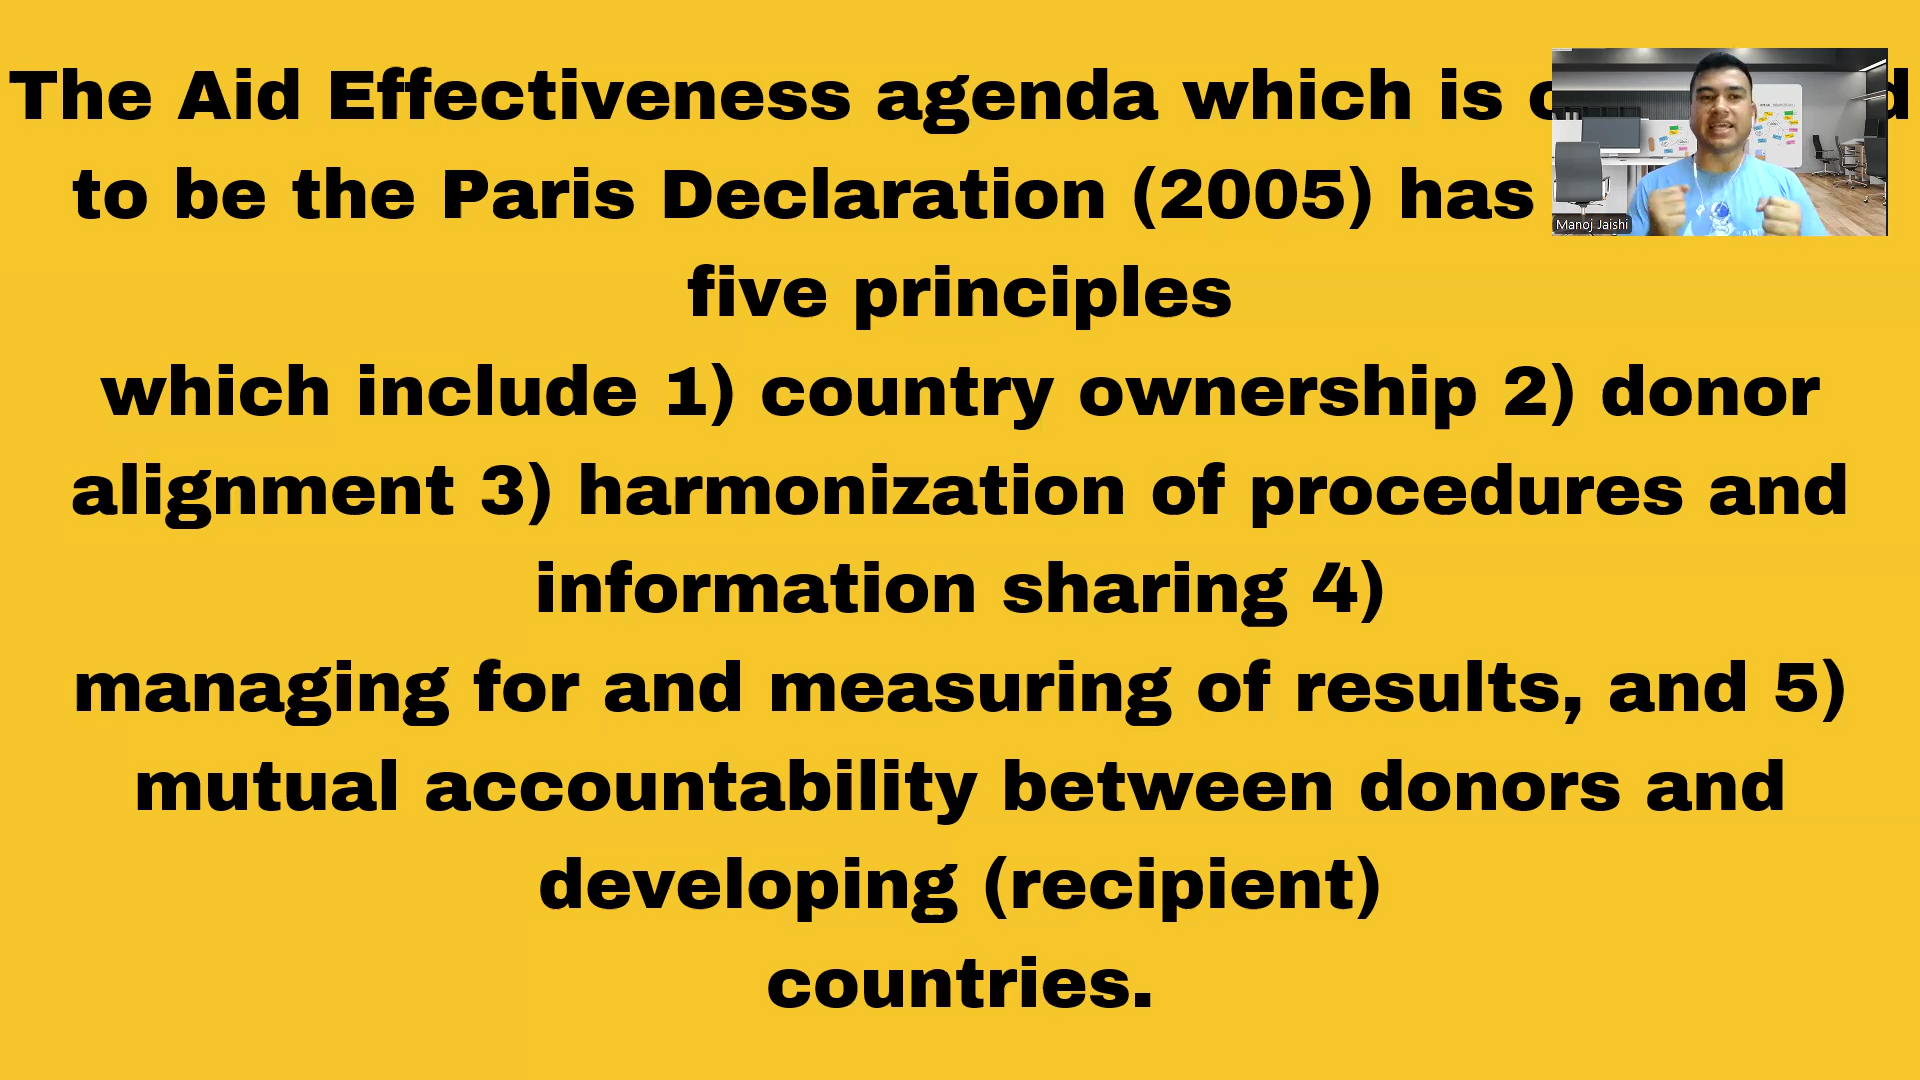 The Aid Effectiveness agenda which is
to be the Paris Declaration (2005) has
five principles
which include 1) country ownership 2) donor
alignment 3) harmonization of procedures and
information sharing 4)
managing for and measuring of results, and 5)
mutual accountability between donors and
developing (recipient)
countries.
Manoj Jaishi